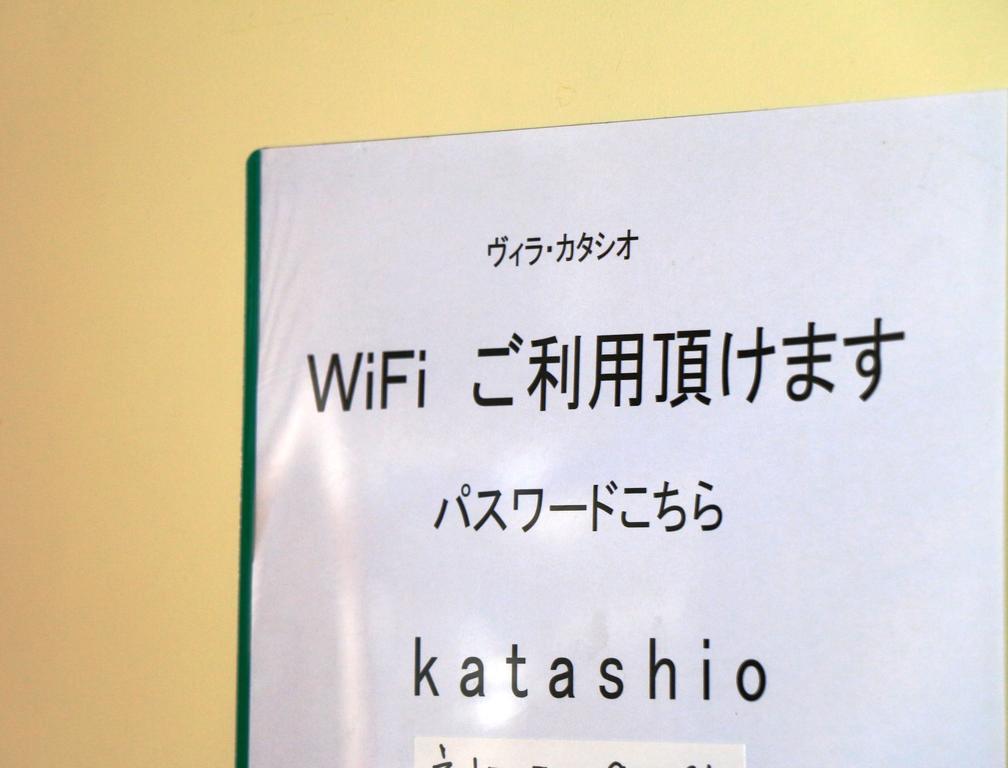 ヴィラ・カタシオ
WiFi ご利用頂けます
パスワードこちら
katashio